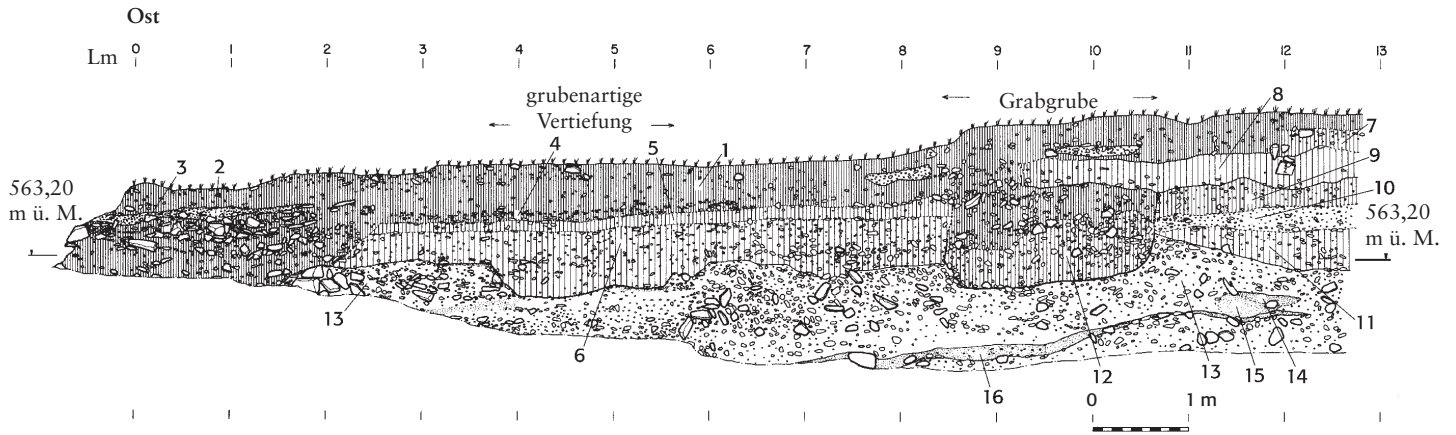 Ost
Lm 0 1 2 3 4 5 6 7 8 9 10 11 12 13
grubenartige
Vertiefung
Grabgrube
8
7
3 2 4 5 1
9
10
563,20
m ü. M.
563,20
m ü. M.
13
6
11
16 12 13 15 14
0 1 m